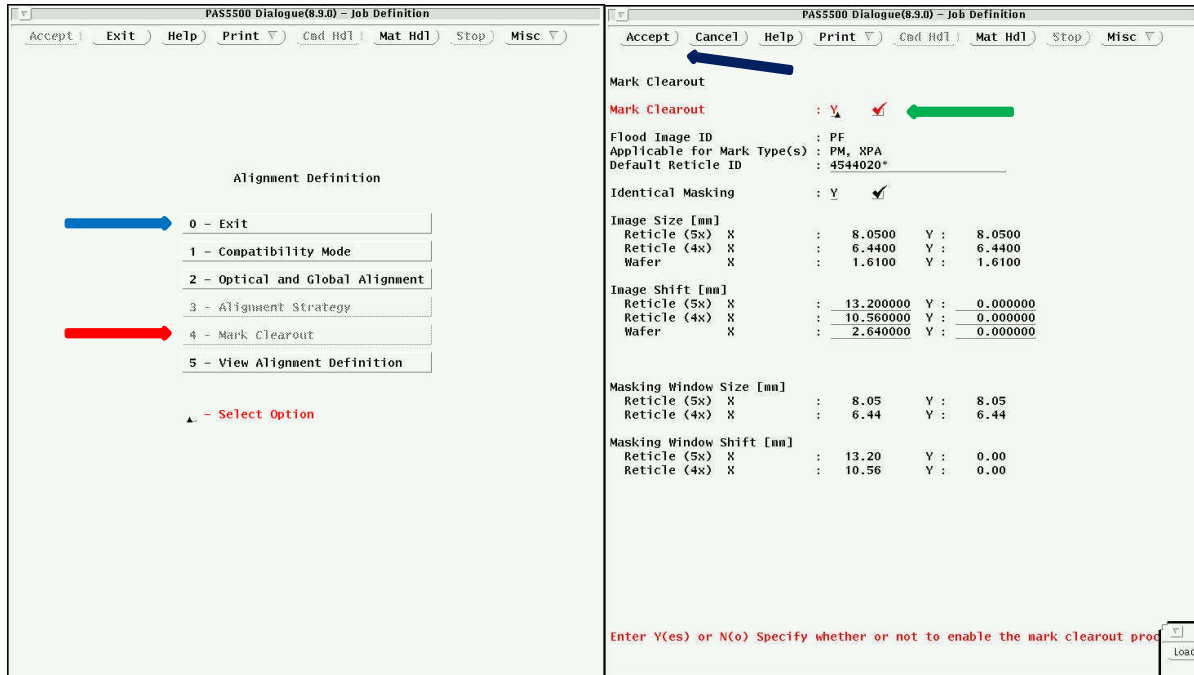 PAS5500 Dialogue(8.9.0) – Job Definition
Accept Exit Help Print Cmd Hdl Mat Hdl Stop Misc
Alignment Definition
0 - Exit
1 - Compatibility Mode
2 - Optical and Global Alignment
3 - Alignment Strategy
4 - Mark Clearout
5 - View Alignment Definition
- Select Option
PAS5500 Dialogue(8.9.0) – Job Definition
Accept Cancel Help Print Cmd Hdl Mat Hdl Stop Misc
Mark Clearout
Mark Clearout : Y
Flood Image ID : PF
Applicable for Mark Type(s) : PM, XPA
Default Reticle ID : 4544020*
Identical Masking : Y
Image Size [mm]
Reticle (5x) X : 8.0500 Y : 8.0500
Reticle (4x) X : 6.4400 Y : 6.4400
Wafer X : 1.6100 Y : 1.6100
Image Shift [mm]
Reticle (5x) X : 13.200000 Y : 0.000000
Reticle (4x) X : 10.560000 Y : 0.000000
Wafer X : 2.640000 Y : 0.000000
Masking Window Size [mm]
Reticle (5x) X : 8.05 Y : 8.05
Reticle (4x) X : 6.44 Y : 6.44
Masking Window Shift [mm]
Reticle (5x) X : 13.20 Y : 0.00
Reticle (4x) X : 10.56 Y : 0.00
Enter Y(es) or N(o) Specify whether or not to enable the mark clearout proc
Load